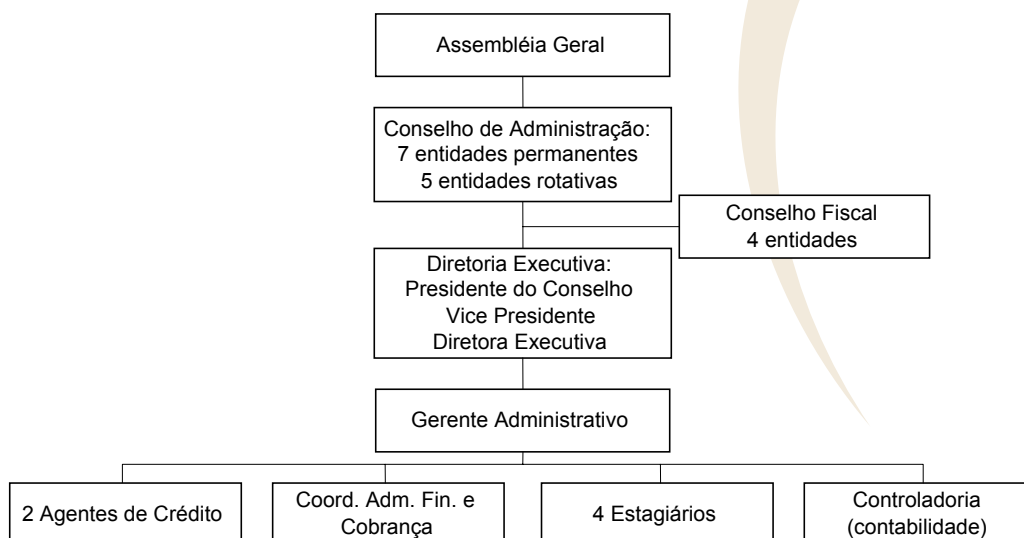 Assembléia Geral
Conselho de Administração:
7 entidades permanentes
5 entidades rotativas
Conselho Fiscal
4 entidades
Diretoria Executiva:
Presidente do Conselho
Vice Presidente
Diretora Executiva
Gerente Administrativo
2 Agentes de Crédito
Coord. Adm. Fin. e
Cobrança
4 Estagiários
Controladoria
(contabilidade)